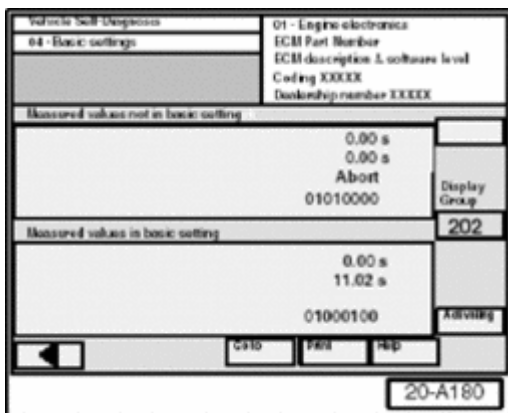 Vehicle Self-Diagnosis
04 - Basic settings
01 - Engine electronics
ECM Part Number
ECM description & software level
Coding XXXXX
Dealership number XXXXX
Measured values not in basic setting
0.00 s
0.00 s
Abort
01010000
Display
Group
202
Measured values in basic setting
0.00 s
11.02 s
01000100
Activating
Go to
Print
Help
20-A180